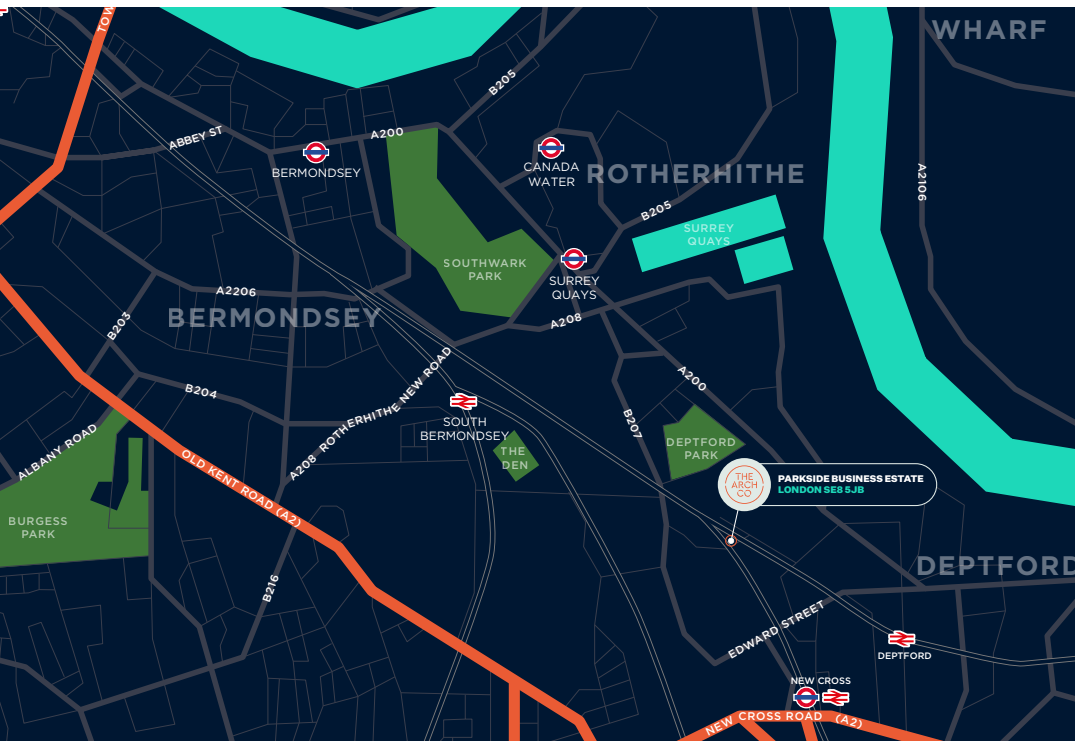 TOW
WHARF
B205
ABBEY ST
A200
BERMONDSEY
CANADA
WATER
ROTHERHITHE
A2106
B205
SURREY
QUAYS
SOUTHWARK
PARK
SURREY
QUAYS
A2206
BERMONDSEY
B203
A208
B204
A208 ROTHERHITHE NEW ROAD
A200
SOUTH
BERMONDSEY
B207
THE
DEN
DEPTFORD
PARK
ALBANY ROAD
OLD KENT ROAD (A2)
THE
ARCH
CO
PARKSIDE BUSINESS ESTATE
LONDON SE8 5JB
BURGESS
PARK
DEPTFORD
B216
EDWARD STREET
DEPTFORD
NEW CROSS
NEW CROSS ROAD (A2)